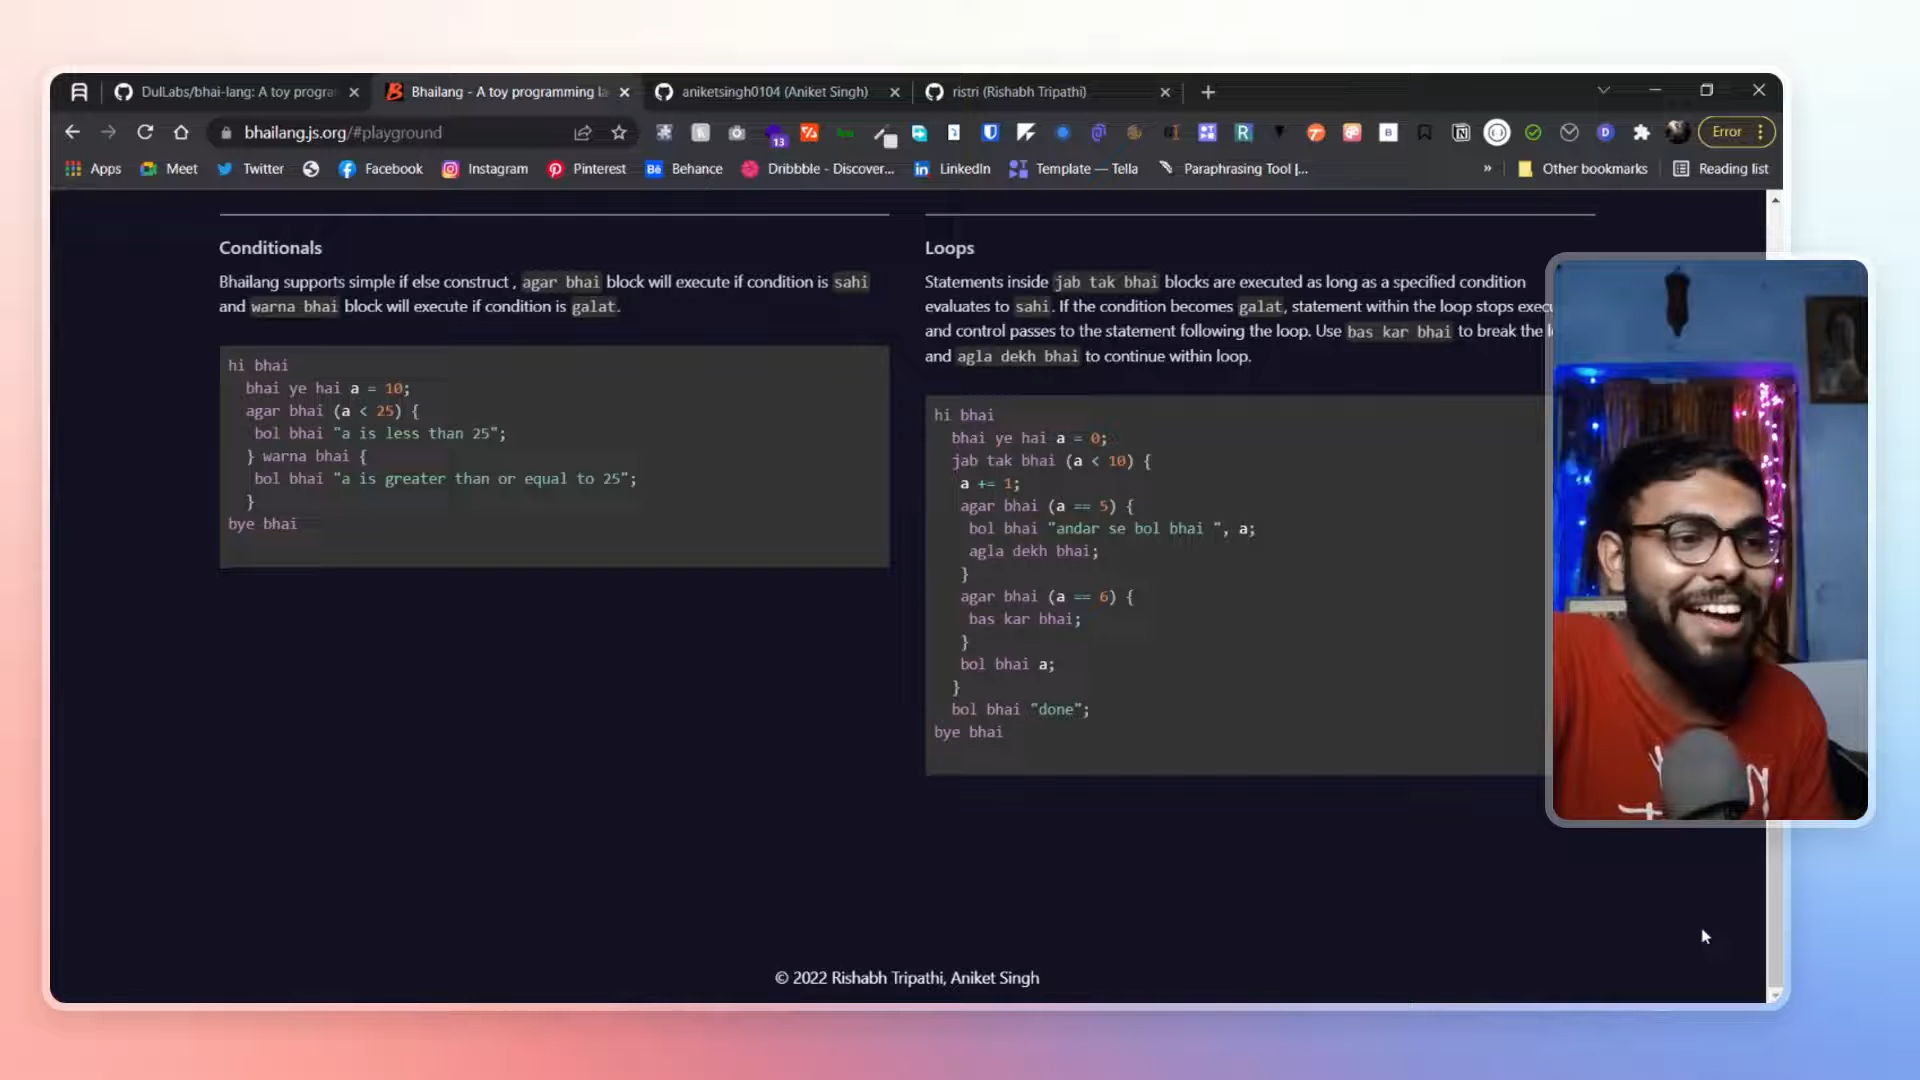 DulLabs/bhai-lang: A toy progra
Bhailang - A toy programming la
aniketsingh0104 (Aniket Singh)
ristri (Rishabh Tripathi)
bhailang.js.org/#playground
13
Error
Apps
Meet
Twitter
Facebook
Instagram
Pinterest
Behance
Dribbble - Discover...
LinkedIn
Template — Tella
Paraphrasing Tool |...
»
Other bookmarks
Reading list
Conditionals
Bhailang supports simple if else construct , agar bhai block will execute if condition is sahi
and warna bhai block will execute if condition is galat.
hi bhai
bhai ye hai a = 10;
agar bhai (a < 25) {
bol bhai "a is less than 25";
} warna bhai {
bol bhai "a is greater than or equal to 25";
}
bye bhai
Loops
Statements inside jab tak bhai blocks are executed as long as a specified condition
evaluates to sahi. If the condition becomes galat, statement within the loop stops execu
and control passes to the statement following the loop. Use bas kar bhai to break the l
and agla dekh bhai to continue within loop.
hi bhai
bhai ye hai a = 0;
jab tak bhai (a < 10) {
a += 1;
agar bhai (a == 5) {
bol bhai "andar se bol bhai ", a;
agla dekh bhai;
}
agar bhai (a == 6) {
bas kar bhai;
}
bol bhai a;
}
bol bhai "done";
bye bhai
© 2022 Rishabh Tripathi, Aniket Singh